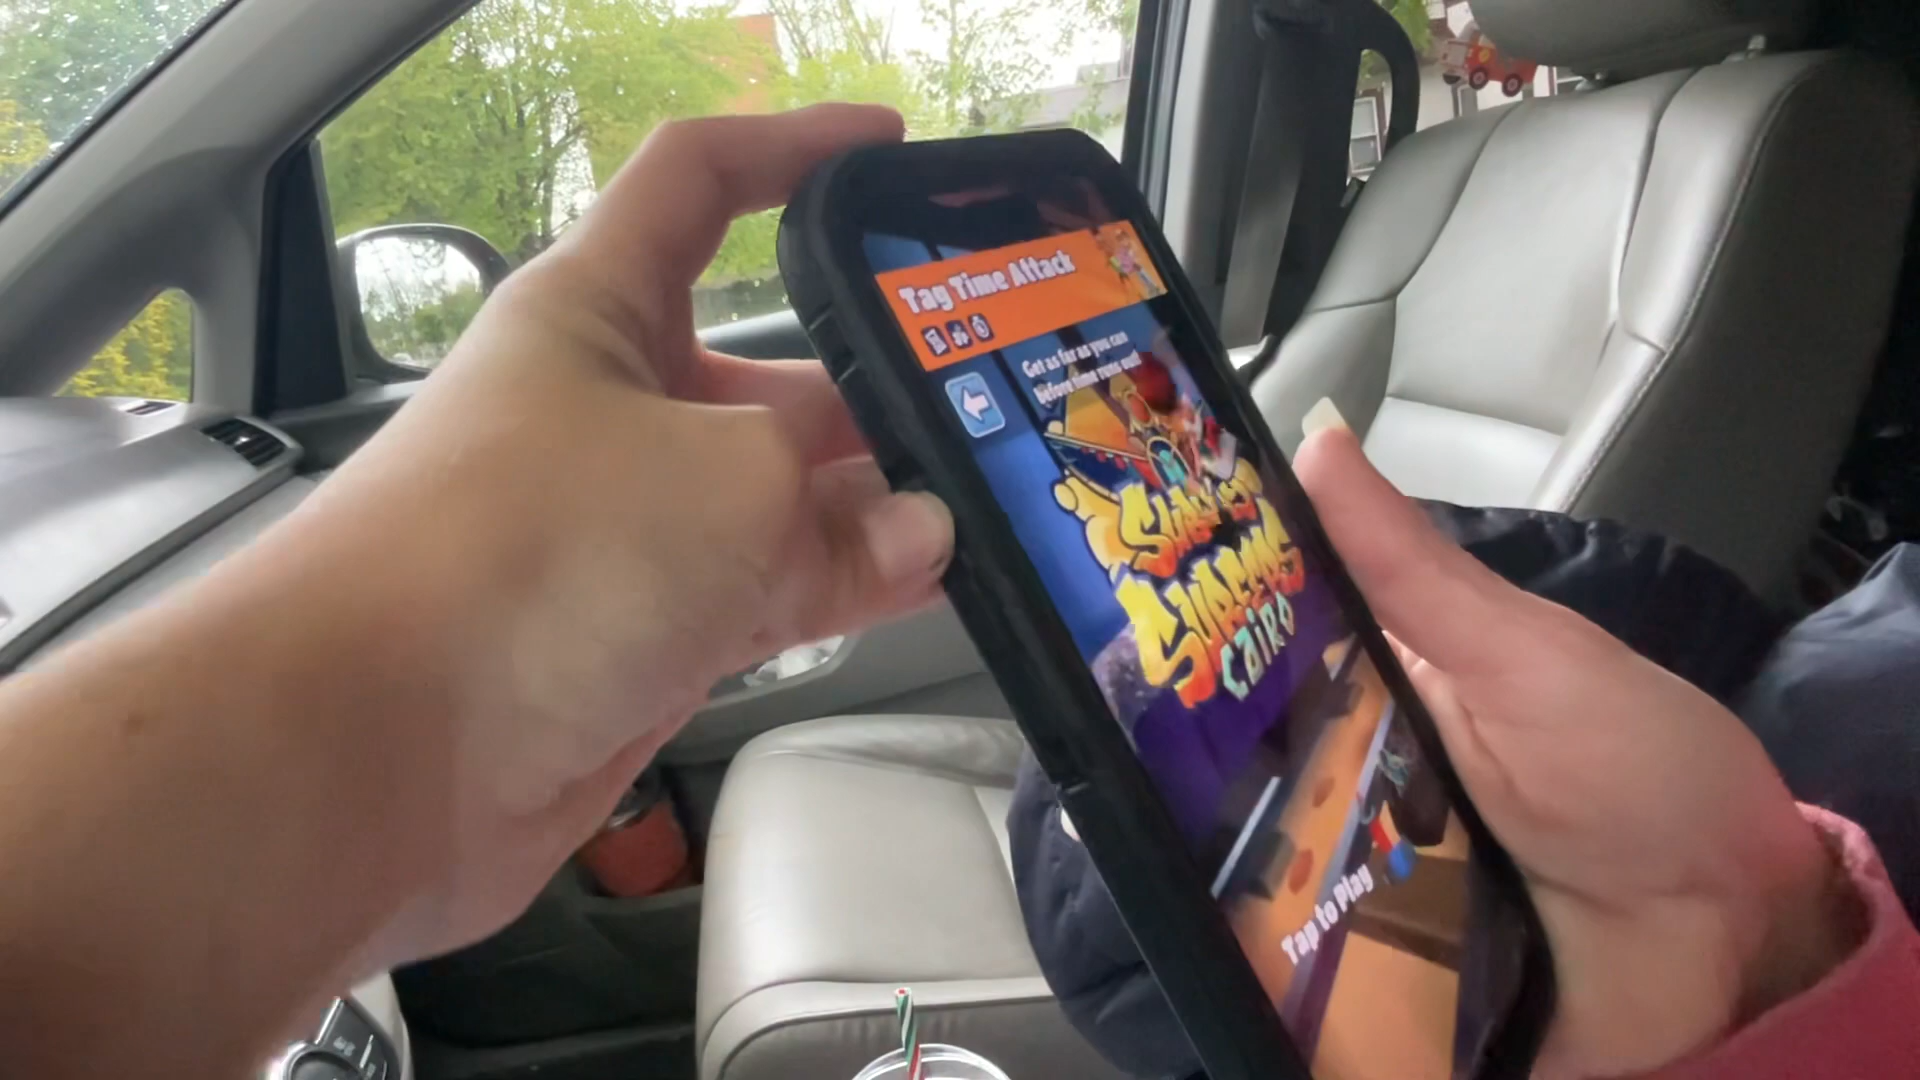 Tag Time Attack
Get as far as you can
before time runs out!
SUBWAY
SURFERS
CAIRO
Tap to Play